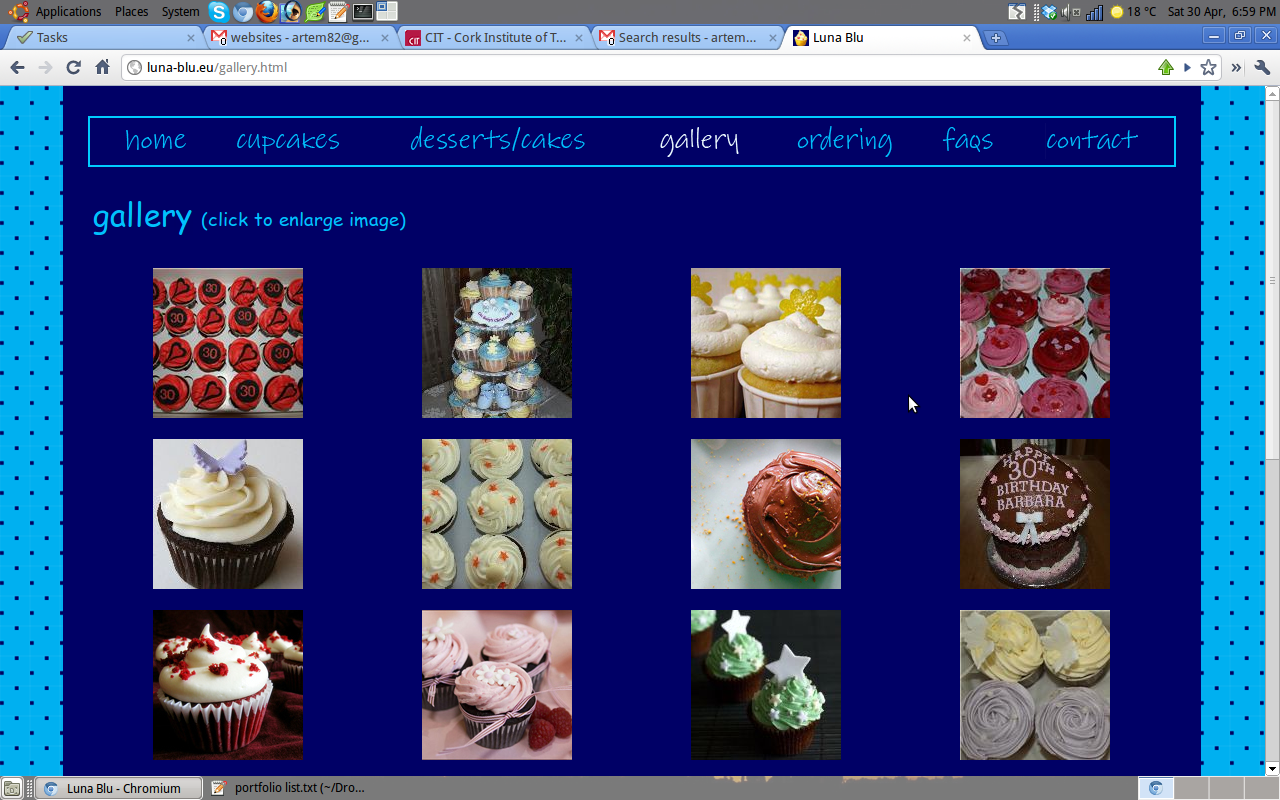 Applications Places System 18 °C Sat 30 Apr, 6:59 PM
Tasks websites - artem82@g... CIT - Cork Institute of T... Search results - artem... Luna Blu
luna-blu.eu/gallery.html
home cupcakes desserts/cakes gallery ordering faqs contact
gallery (click to enlarge image)
30
30
30
30
30
HAPPY
30TH
BIRTHDAY
BARBARA
Luna Blu - Chromium portfolio list.txt (~/Dro...